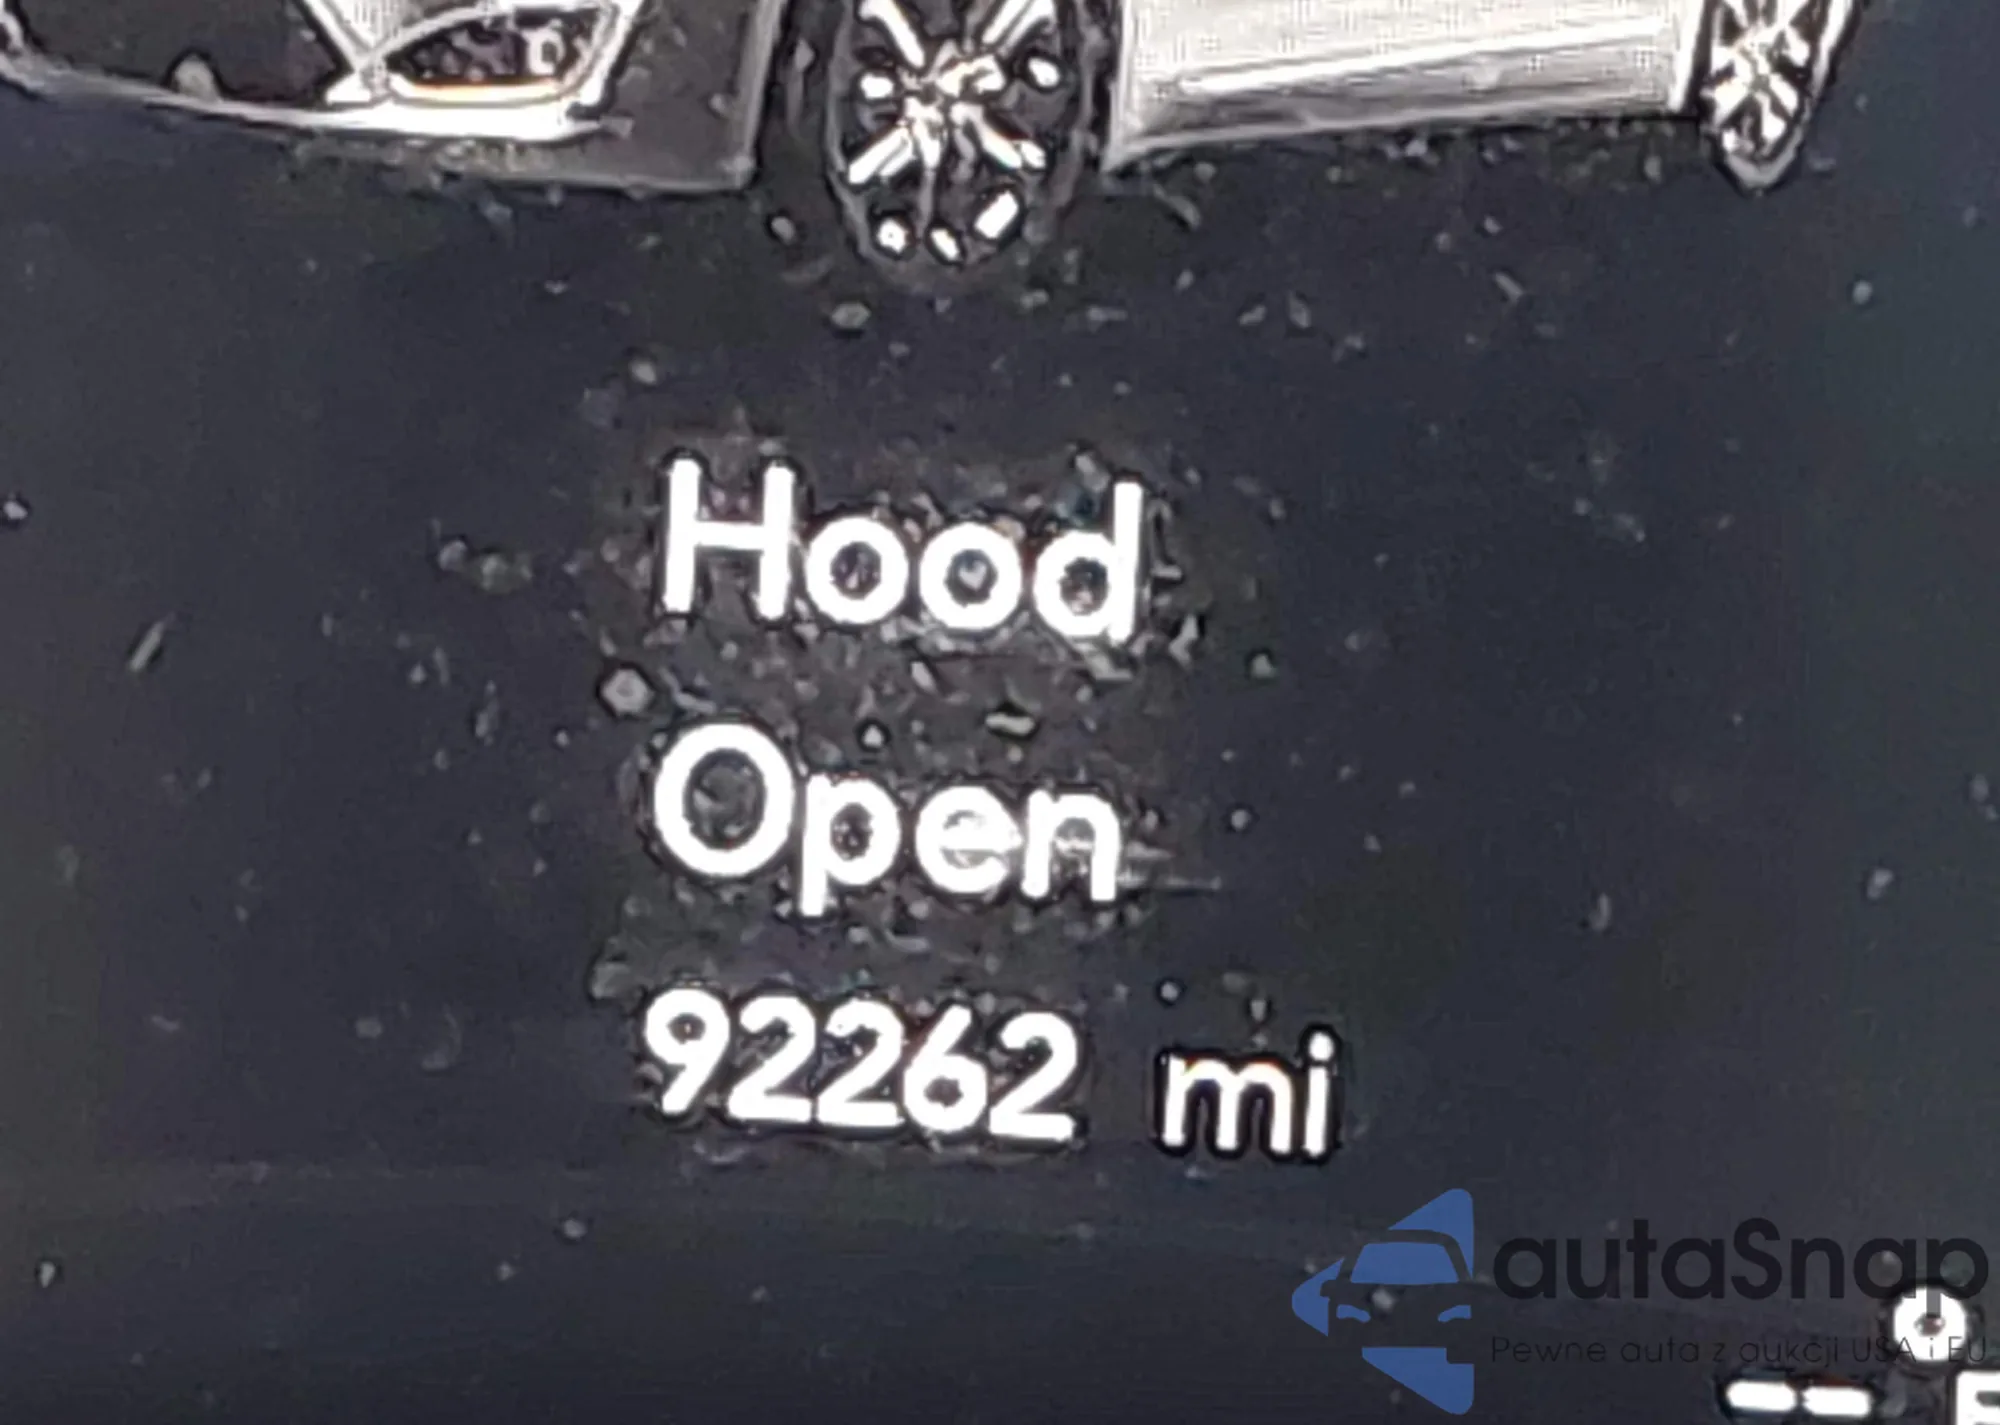 Hood
Open
92262 mi
autaSnap
Pewne auta z aukcji USA i EU
--